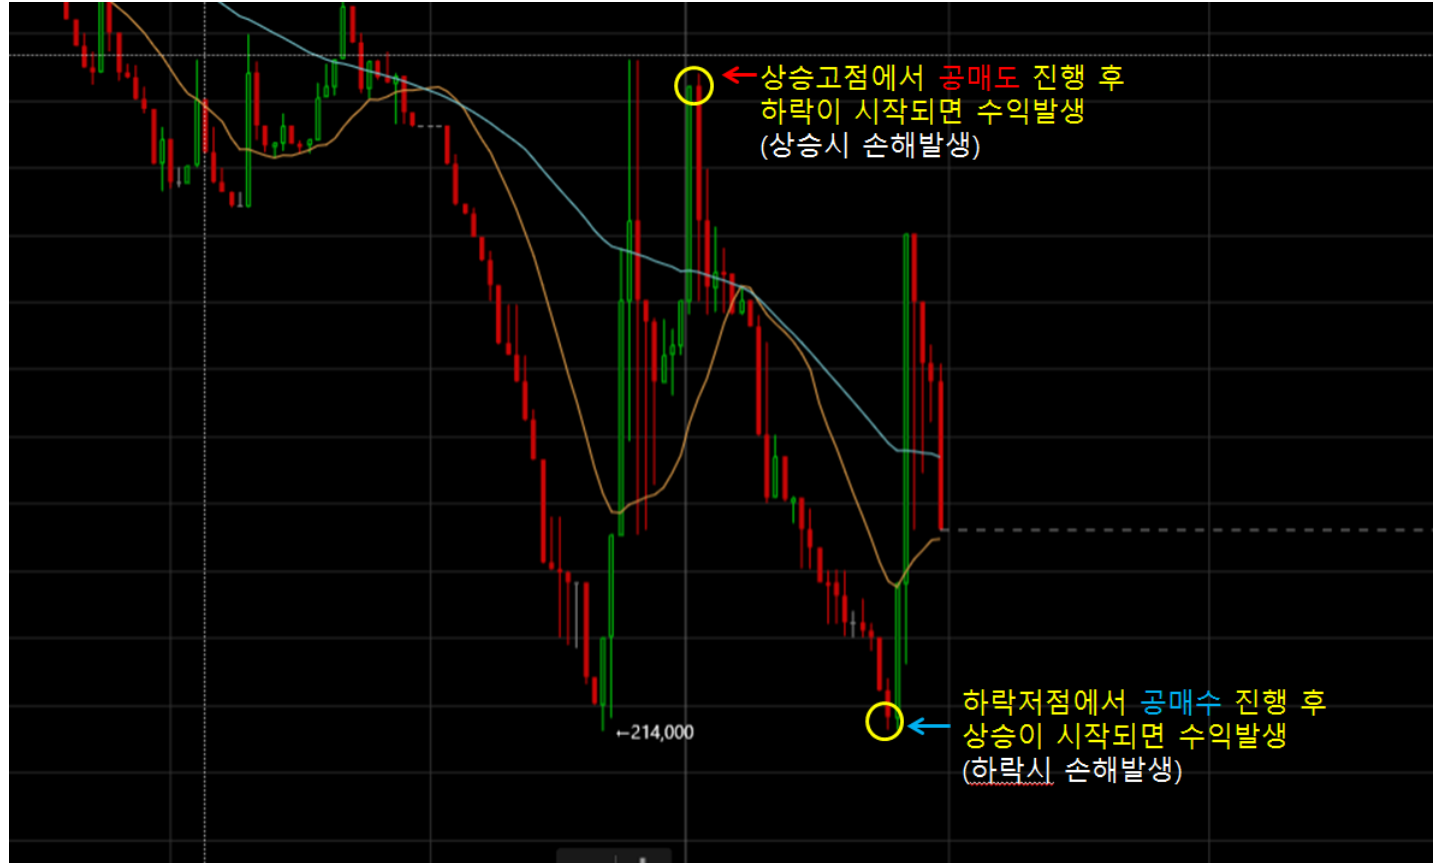 상승고점에서 공매도 진행 후
하락이 시작되면 수익발생
(상승시 손해발생)
←214,000
하락저점에서 공매수 진행 후
상승이 시작되면 수익발생
(하락시 손해발생)